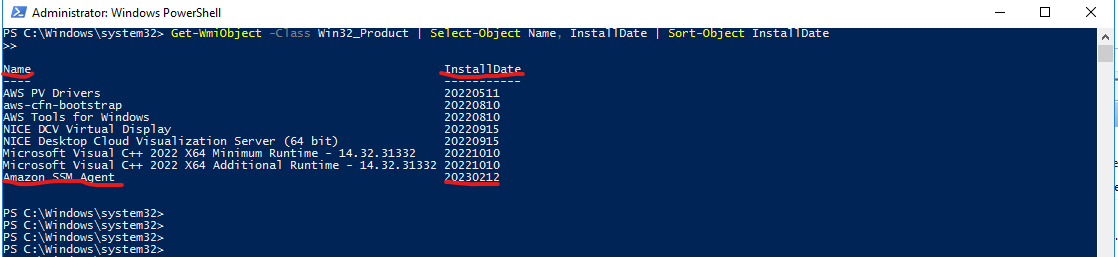 Administrator: Windows PowerShell
PS C:\Windows\system32> Get-WmiObject -Class Win32_Product | Select-Object Name, InstallDate | Sort-Object InstallDate
>>
Name InstallDate
---- -----------
AWS PV Drivers 20220511
aws-cfn-bootstrap 20220810
AWS Tools for Windows 20220810
NICE DCV Virtual Display 20220915
NICE Desktop Cloud Visualization Server (64 bit) 20220915
Microsoft Visual C++ 2022 X64 Minimum Runtime - 14.32.31332 20221010
Microsoft Visual C++ 2022 X64 Additional Runtime - 14.32.31332 20221010
Amazon SSM Agent 20230212
PS C:\Windows\system32>
PS C:\Windows\system32>
PS C:\Windows\system32>
PS C:\Windows\system32>